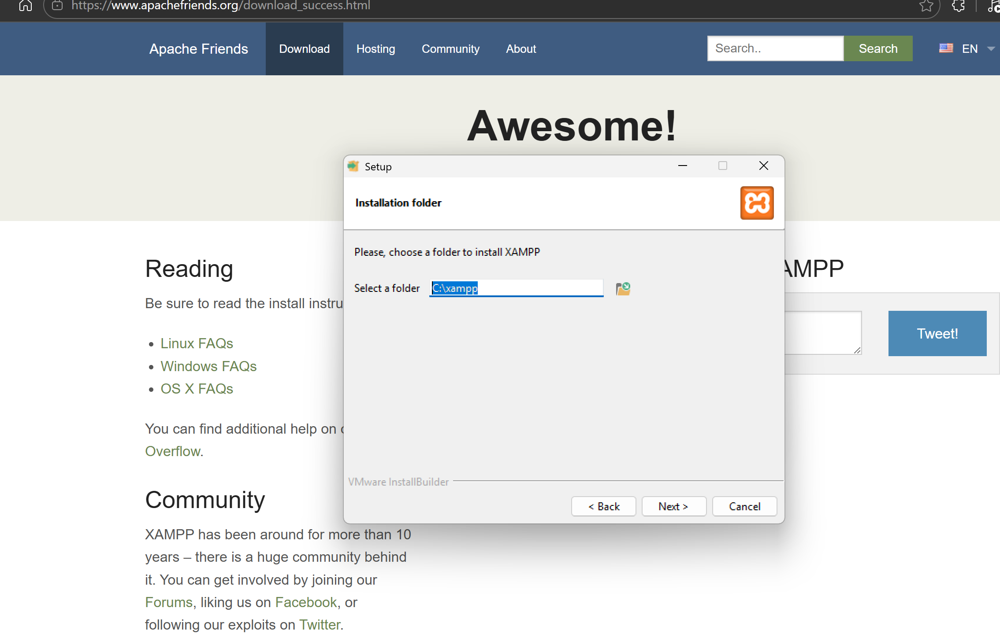 https://www.apachefriends.org/download_success.html
Apache Friends
Download
Hosting
Community
About
Search..
Search
EN
Awesome!
Setup
Installation folder
Please, choose a folder to install XAMPP
Select a folder
C:\xampp
VMware InstallBuilder
< Back
Next >
Cancel
Reading
Be sure to read the install instru
Linux FAQs
Windows FAQs
OS X FAQs
You can find additional help on
Overflow.
Community
XAMPP has been around for more than 10
years – there is a huge community behind
it. You can get involved by joining our
Forums, liking us on Facebook, or
following our exploits on Twitter.
AMPP
Tweet!